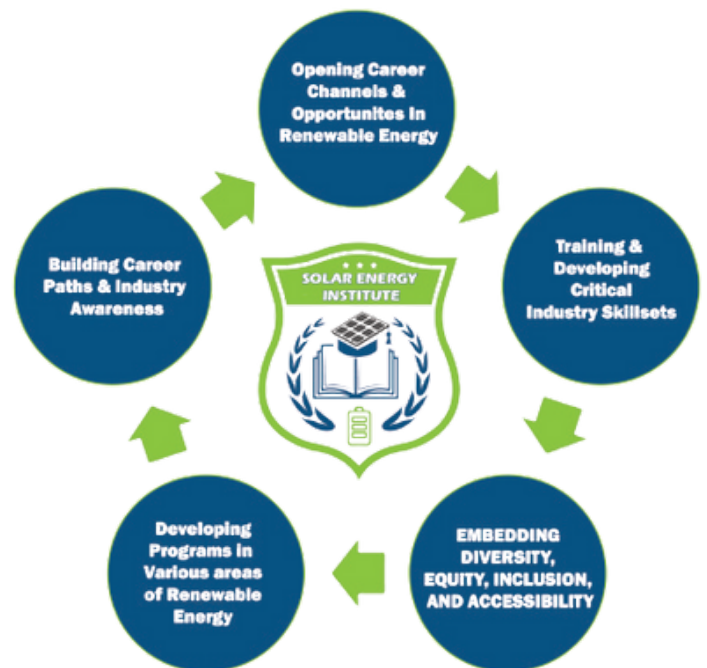 Opening Career
Channels &
Opportunites In
Renewable Energy
Training &
Developing
Critical
Industry Skillsets
EMBEDDING
DIVERSITY,
EQUITY, INCLUSION,
AND ACCESSIBILITY
Developing
Programs in
Various areas
of Renewable
Energy
Building Career
Paths & Industry
Awareness
SOLAR ENERGY
INSTITUTE